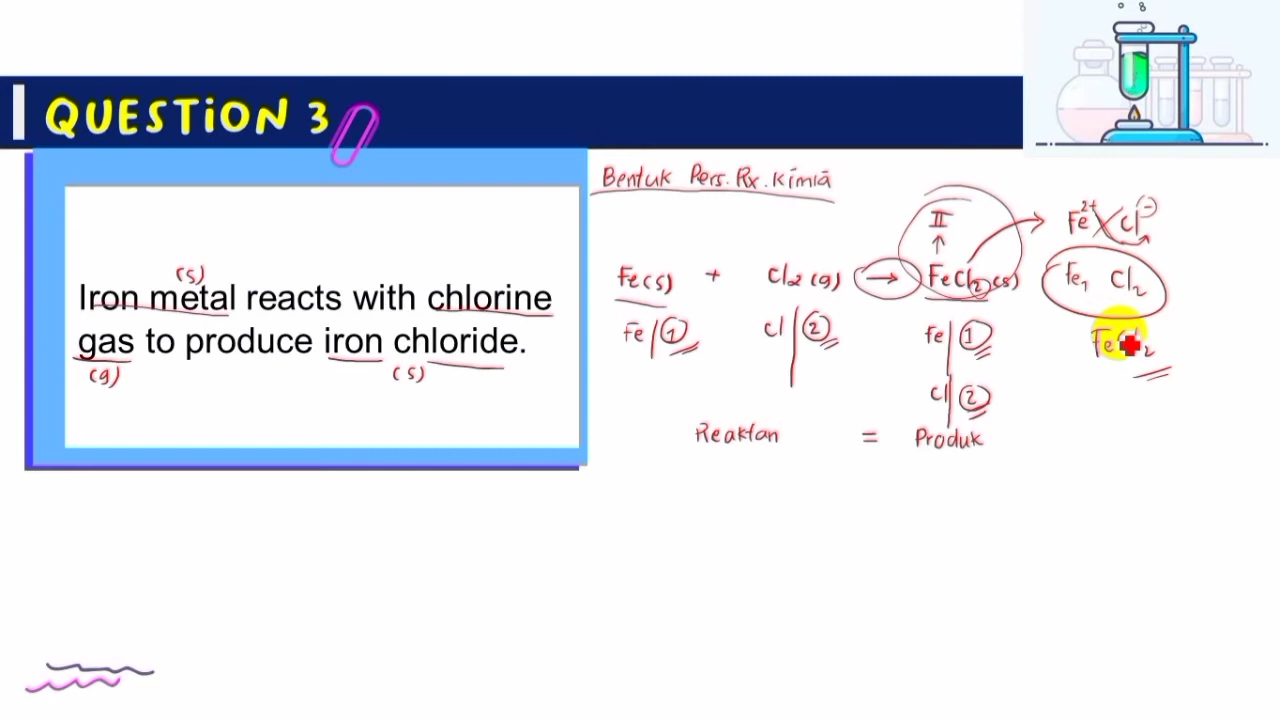 QUESTION 3
Iron metal reacts with chlorine
gas to produce iron chloride.
(s)
(g)
(s)
Bentuk Pers. Rx. Kimia
II
↑
Fe(s) + Cl₂(g) → FeCl₂(s)
Fe | 1
Cl | 2
Fe | 1
Cl | 2
Reaktan = Produk
Fe²⁺ Cl⁻
Fe₁ Cl₂